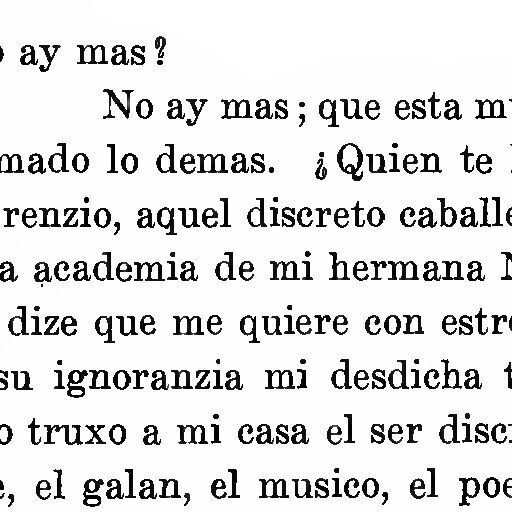 ay mas?
No ay mas; que esta
mado lo demas. ¿Quien te
renzio, aquel discreto caballe
a academia de mi hermana
dize que me quiere con estre
su ignoranzia mi desdicha
o truxo a mi casa el ser disc
e, el galan, el musico, el poe